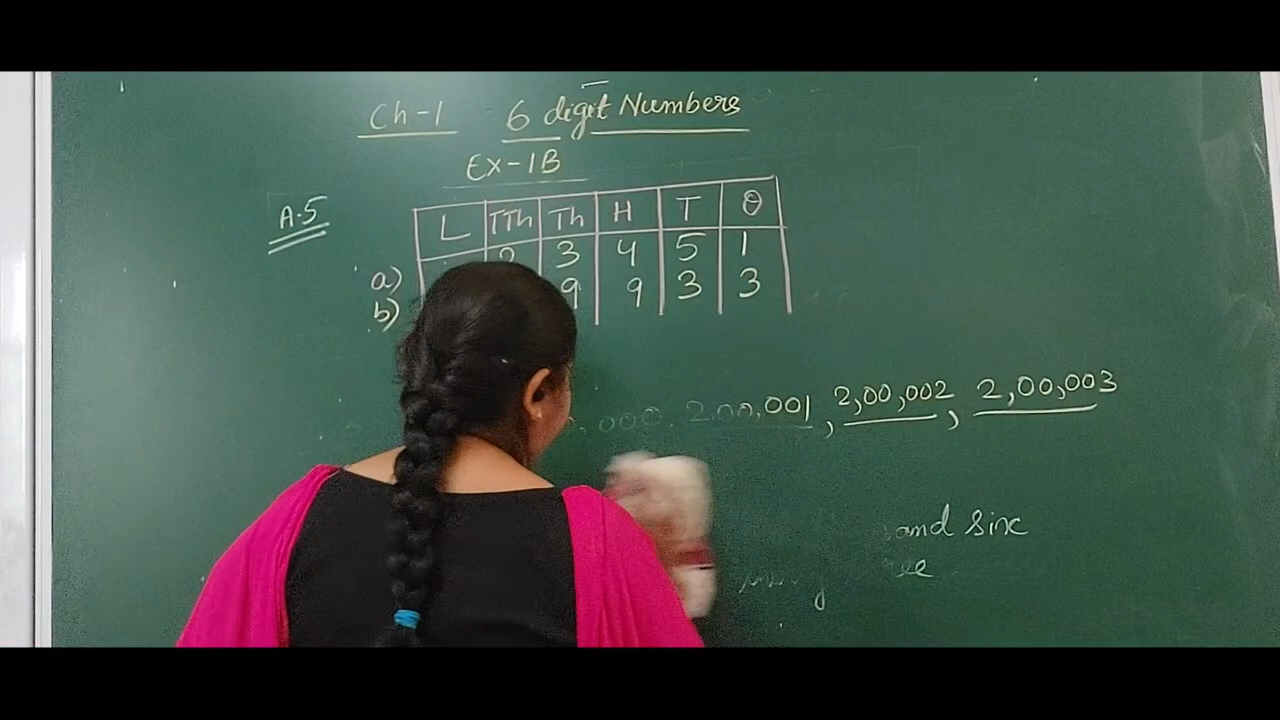 Ch-1 6 digit Numbers
Ex-1B
A.5
L TTh Th H T O
a) 3 4 5 1
b) 9 9 3 3
,000, 2,00,001, 2,00,002, 2,00,003
and six